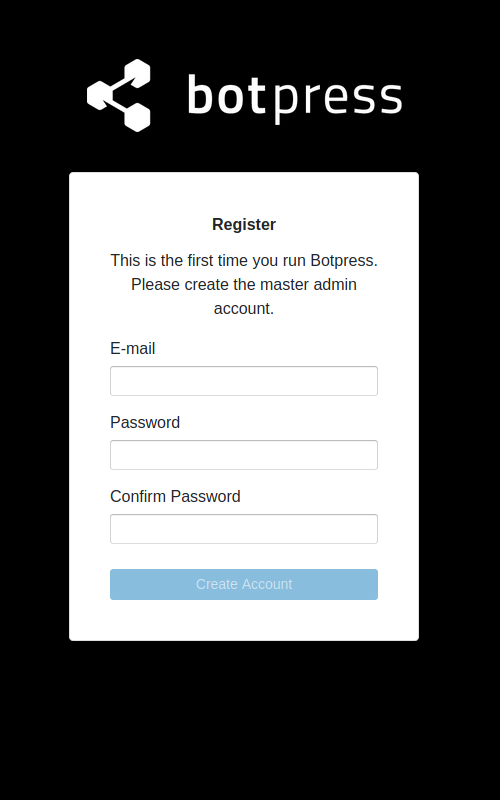 botpress
Register
This is the first time you run Botpress.
Please create the master admin
account.
E-mail
Password
Confirm Password
Create Account